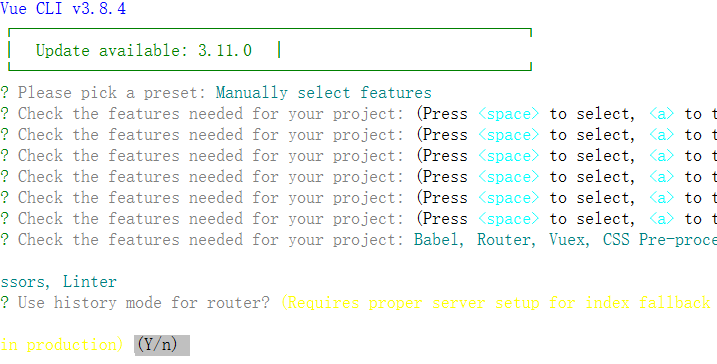 Vue CLI v3.8.4
Update available: 3.11.0
? Please pick a preset: Manually select features
? Check the features needed for your project: (Press <space> to select, <a> to t
? Check the features needed for your project: (Press <space> to select, <a> to t
? Check the features needed for your project: (Press <space> to select, <a> to t
? Check the features needed for your project: (Press <space> to select, <a> to t
? Check the features needed for your project: (Press <space> to select, <a> to t
? Check the features needed for your project: (Press <space> to select, <a> to t
? Check the features needed for your project: Babel, Router, Vuex, CSS Pre-proce
ssors, Linter
? Use history mode for router? (Requires proper server setup for index fallback
in production) (Y/n)